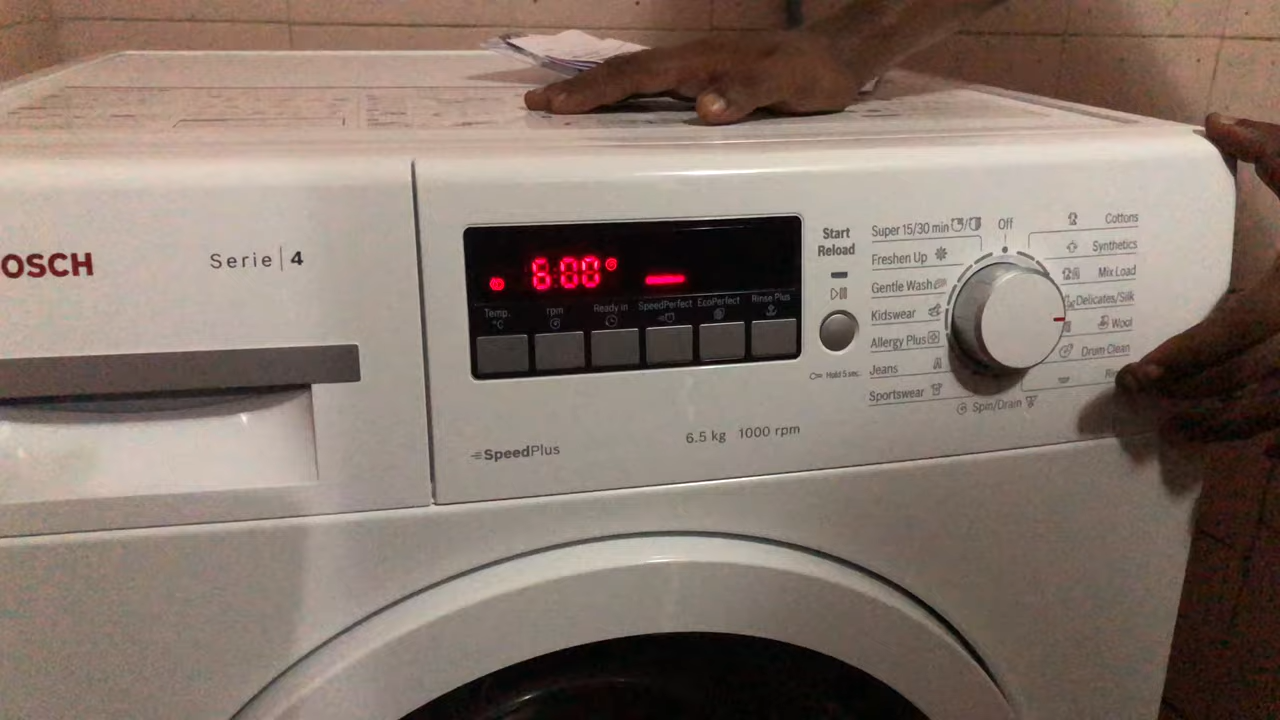 OSCH
Serie | 4
Temp.
°C
rpm
Ready in
SpeedPerfect
EcoPerfect
Rinse Plus
Start
Reload
Hold 5 sec.
SpeedPlus
6.5 kg 1000 rpm
Super 15/30 min
Freshen Up
Gentle Wash
Kidswear
Allergy Plus
Jeans
Sportswear
Off
Cottons
Synthetics
Mix Load
Delicates/Silk
Wool
Drum Clean
Spin/Drain